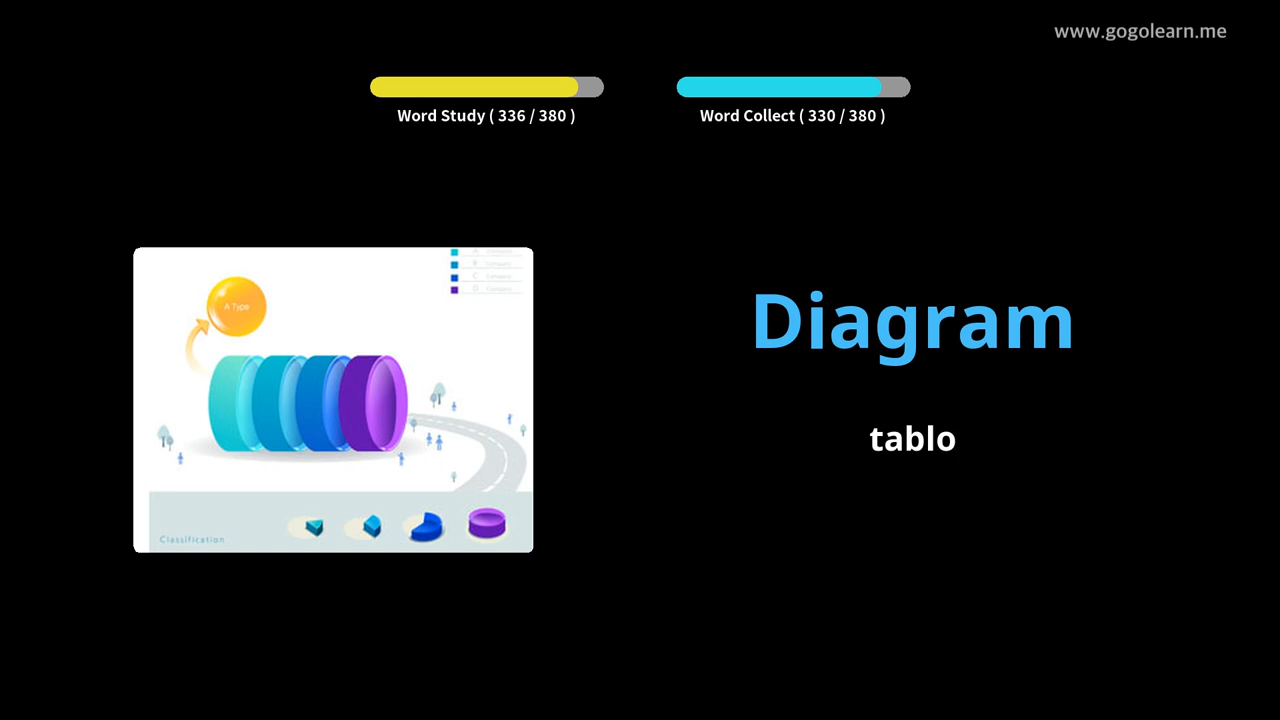 www.gogolearn.me
Word Study ( 336 / 380 )
Word Collect ( 330 / 380 )
A Type
B
C
D
Diagram
tablo
Classification